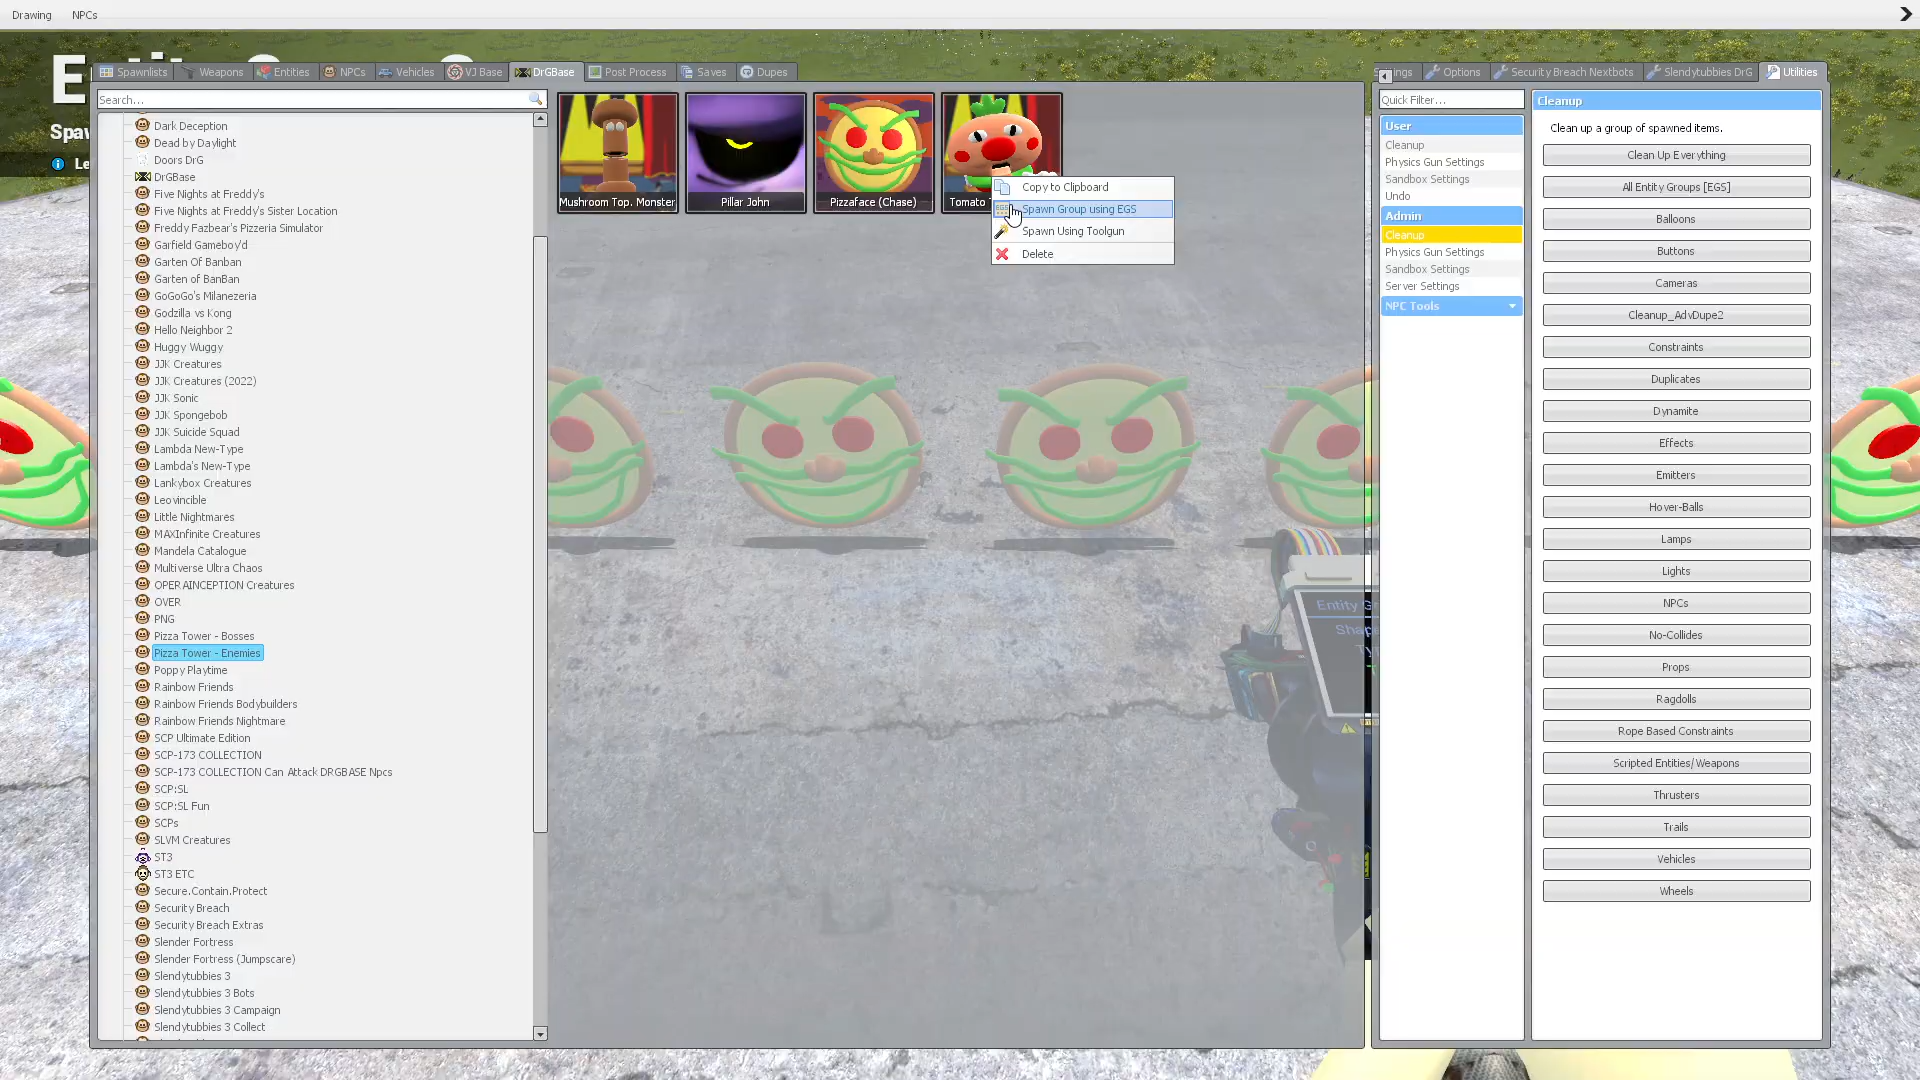 Drawing NPCs
E
Spaw
Le
Spawnlists Weapons Entities NPCs Vehicles VJ Base DrGBase Post Process Saves Dupes
Search...
Dark Deception
Dead by Daylight
Doors DrG
DrGBase
Five Nights at Freddy's
Five Nights at Freddy's Sister Location
Freddy Fazbear's Pizzeria Simulator
Garfield Gameboy'd
Garten Of Banban
Garten of BanBan
GoGoGo's Milanezeria
Godzilla vs Kong
Hello Neighbor 2
Huggy Wuggy
JJK Creatures
JJK Creatures (2022)
JJK Sonic
JJK Spongebob
JJK Suicide Squad
Lambda New-Type
Lambda's New-Type
Lankybox Creatures
Leovincible
Little Nightmares
MAXInfinite Creatures
Mandela Catalogue
Multiverse Ultra Chaos
OPERAINCEPTION Creatures
OVER
PNG
Pizza Tower - Bosses
Pizza Tower - Enemies
Poppy Playtime
Rainbow Friends
Rainbow Friends Bodybuilders
Rainbow Friends Nightmare
SCP Ultimate Edition
SCP-173 COLLECTION
SCP-173 COLLECTION Can Attack DRGBASE Npcs
SCP:SL
SCP:SL Fun
SCPs
SLVM Creatures
ST3
ST3 ETC
Secure.Contain.Protect
Security Breach
Security Breach Extras
Slender Fortress
Slender Fortress (Jumpscare)
Slendytubbies 3
Slendytubbies 3 Bots
Slendytubbies 3 Campaign
Slendytubbies 3 Collect
Mushroom Top. Monster
Pillar John
Pizzaface (Chase)
Tomato
Copy to Clipboard
Spawn Group using EGS
Spawn Using Toolgun
Delete
Entity Gr
Shape
Ty
ngs Options Security Breach Nextbots Slendytubbies DrG Utilities
Quick Filter...
User
Cleanup
Physics Gun Settings
Sandbox Settings
Undo
Admin
Cleanup
Physics Gun Settings
Sandbox Settings
Server Settings
NPC Tools
Cleanup
Clean up a group of spawned items.
Clean Up Everything
All Entity Groups [EGS]
Balloons
Buttons
Cameras
Cleanup_AdvDupe2
Constraints
Duplicates
Dynamite
Effects
Emitters
Hover-Balls
Lamps
Lights
NPCs
No-Collides
Props
Ragdolls
Rope Based Constraints
Scripted Entities/Weapons
Thrusters
Trails
Vehicles
Wheels